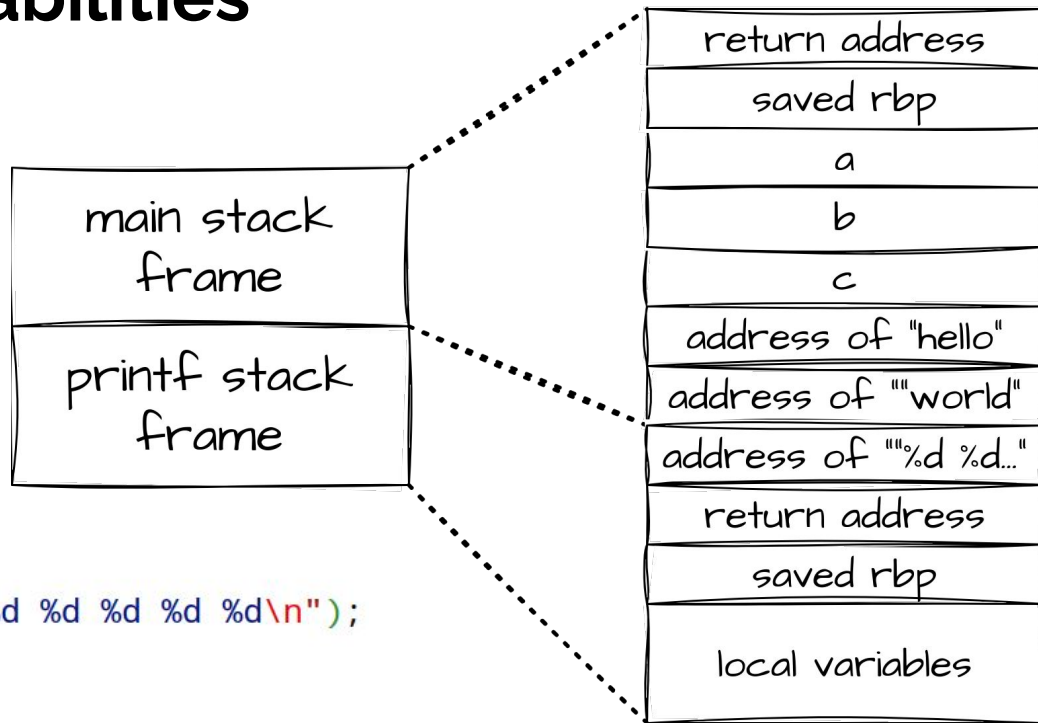 abilities
return address
saved rbp
a
b
c
address of "hello"
address of ""world"
address of ""%d %d..."
return address
saved rbp
local variables
main stack
frame
printf stack
frame
d %d %d %d %d\n");